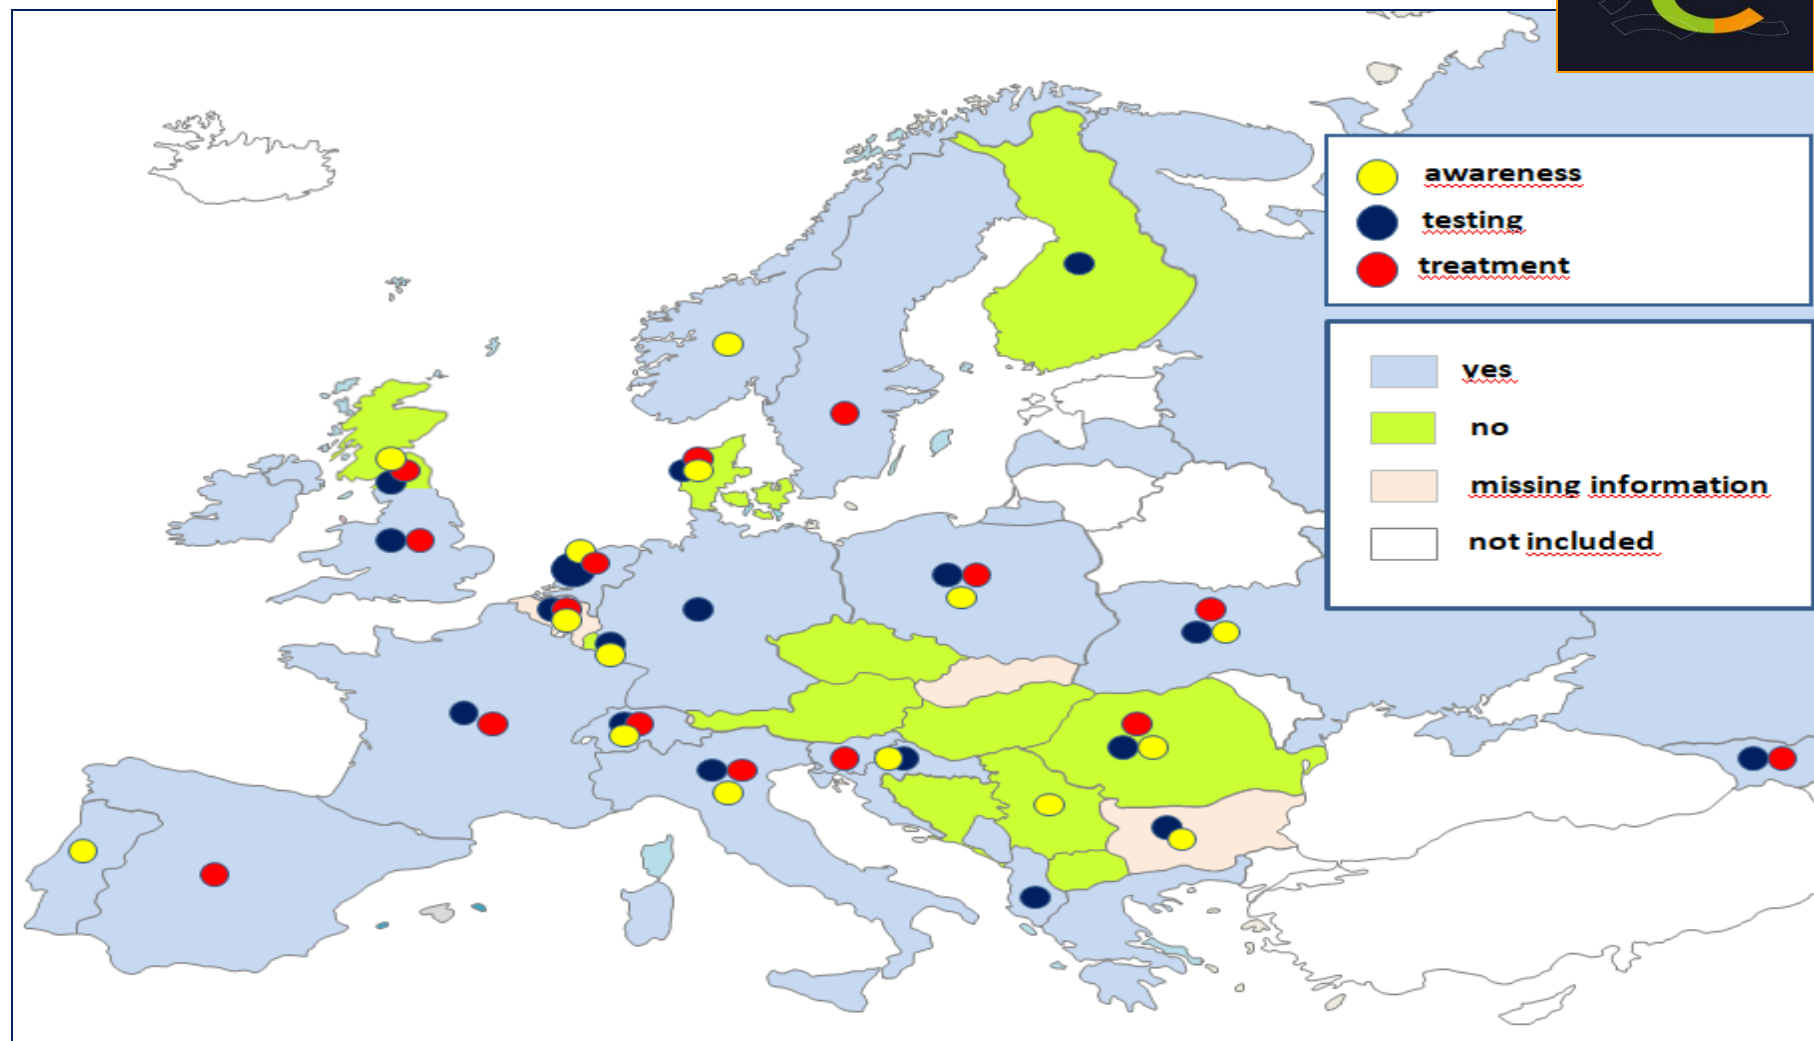 awareness
testing
treatment
yes
no
missing information
not included